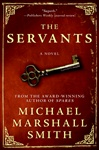 THE
SERVANTS
A NOVEL
FROM THE AWARD-WINNING
AUTHOR OF SPARES
MICHAEL
MARSHALL
SMITH